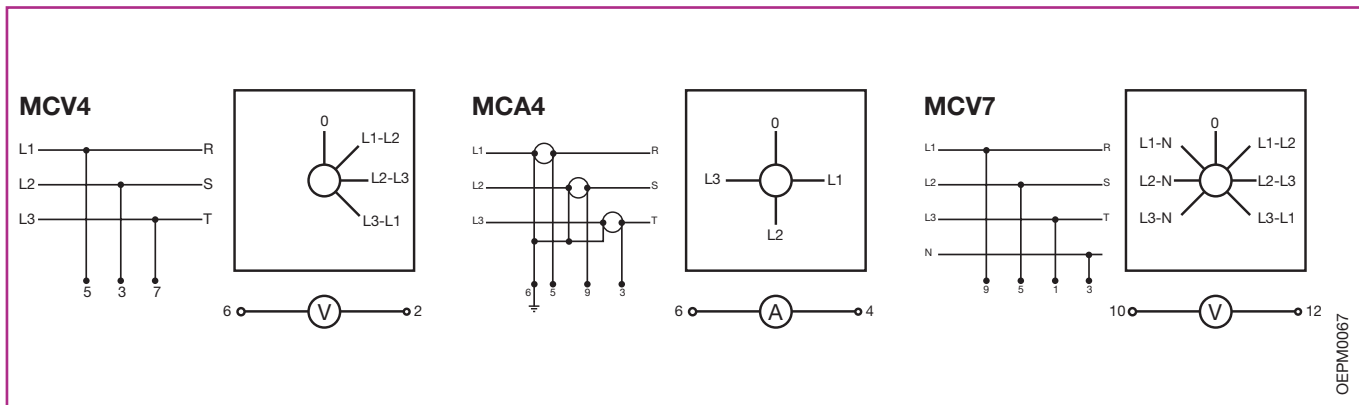 MCV4
L1 R
L2 S
L3 T
5 3 7
0
L1-L2
L2-L3
L3-L1
6 V 2
MCA4
L1 R
L2 S
L3 T
6 5 9 3
0
L3 L1
L2
6 A 4
MCV7
L1 R
L2 S
L3 T
N
9 5 1 3
0
L1-N L1-L2
L2-N L2-L3
L3-N L3-L1
10 V 12
OEPM0067